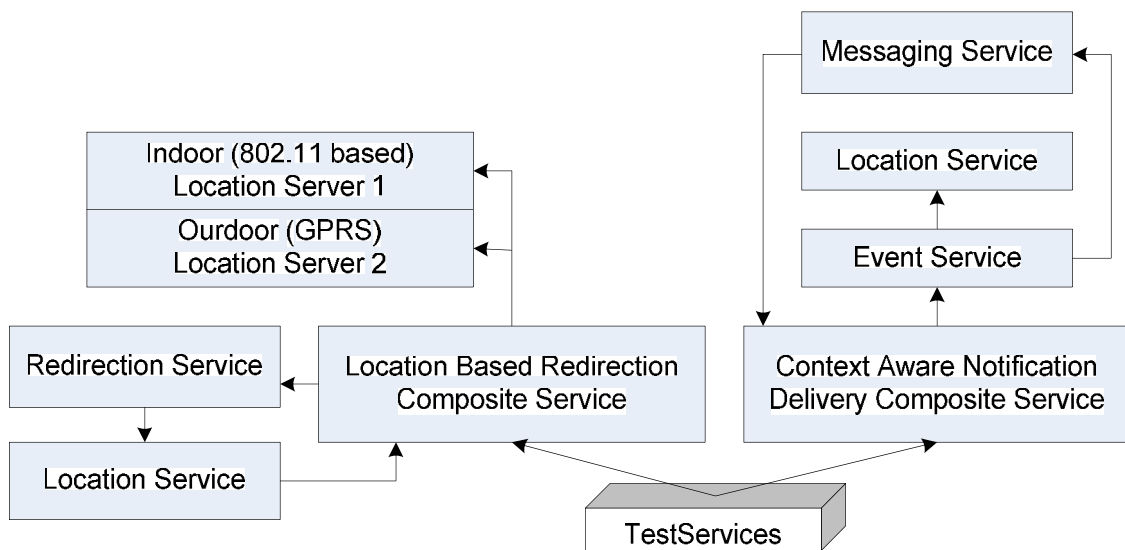 Messaging Service
Indoor (802.11 based)
Location Server 1
Ourdoor (GPRS)
Location Server 2
Location Service
Event Service
Redirection Service
Location Service
Location Based Redirection
Composite Service
Context Aware Notification
Delivery Composite Service
TestServices